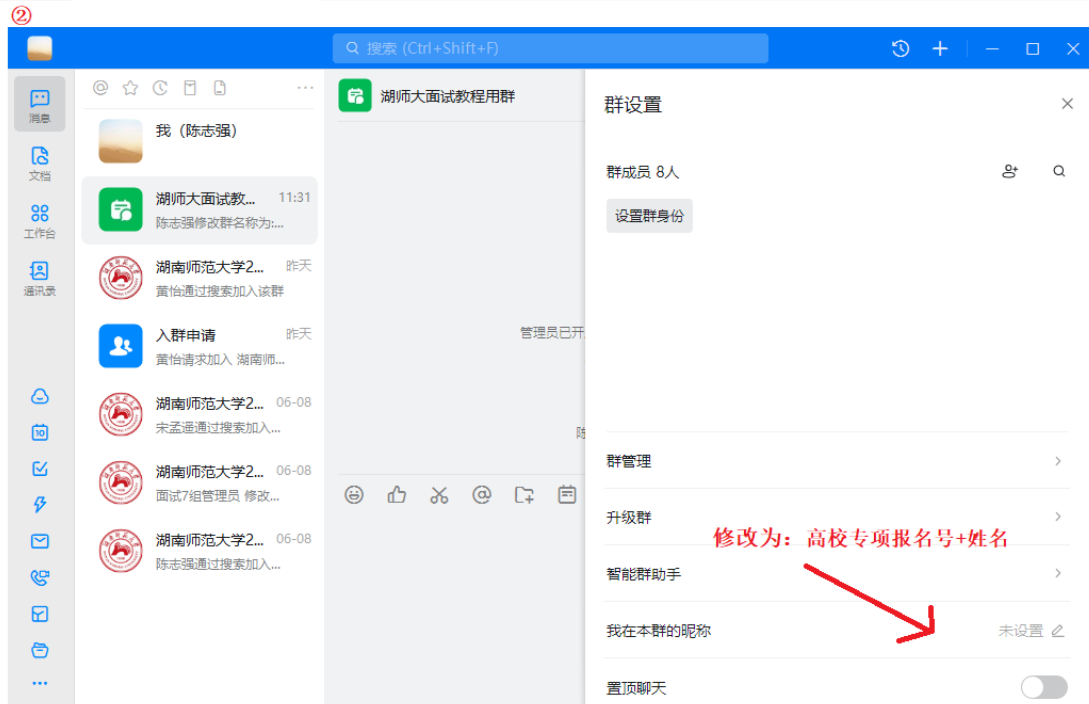 ②
搜索 (Ctrl+Shift+F)
消息
文档
工作台
通讯录
10
我（陈志强）
湖师大面试教... 11:31
陈志强修改群名称为:...
湖南师范大学2... 昨天
黄怡通过搜索加入该群
入群申请 昨天
黄怡请求加入 湖南师...
湖南师范大学2... 06-08
宋孟遥通过搜索加入...
湖南师范大学2... 06-08
面试7组管理员 修改...
湖南师范大学2... 06-08
陈志强通过搜索加入...
湖师大面试教程用群
管理员已开
陈
群设置
群成员 8人
设置群身份
群管理
升级群
修改为：高校专项报名号+姓名
智能群助手
我在本群的昵称 未设置
置顶聊天